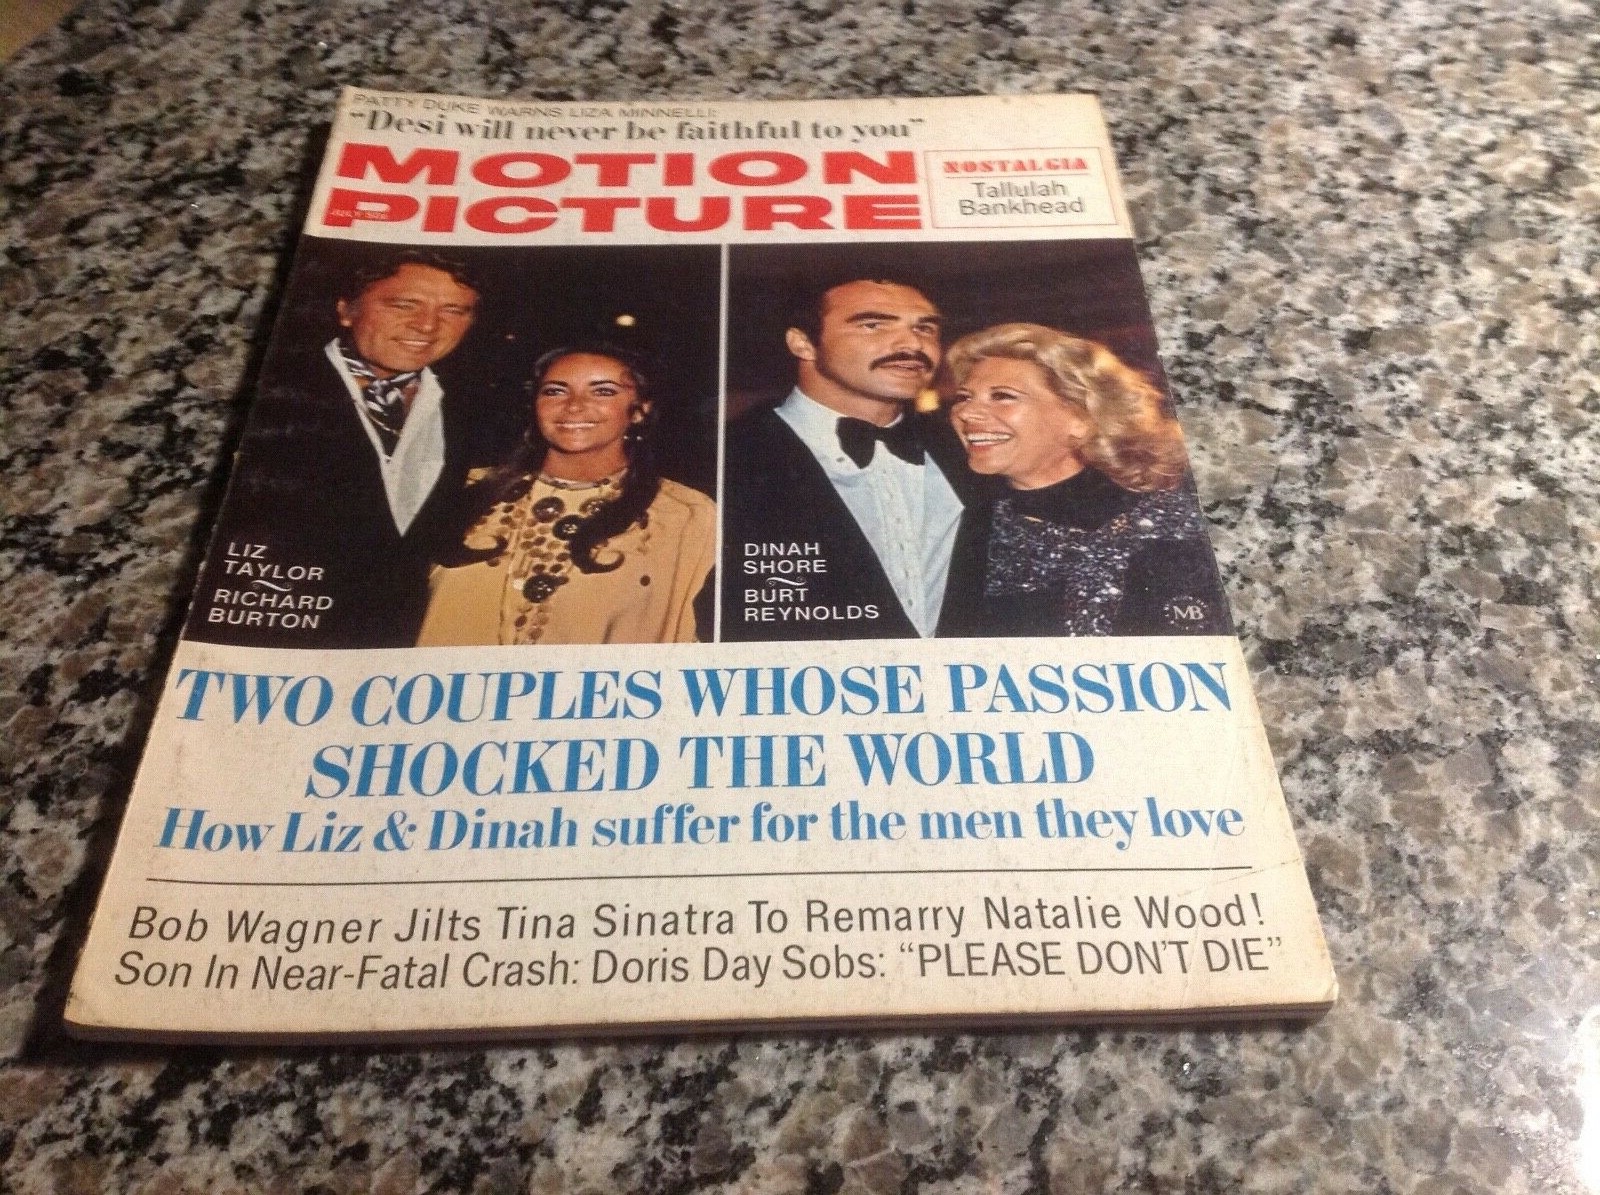 PATTY DUKE WARNS LIZA MINNELLI:
"Desi will never be faithful to you"
MOTION
PICTURE
JULY 50¢
NOSTALGIA
Tallulah
Bankhead
LIZ
TAYLOR
RICHARD
BURTON
DINAH
SHORE
BURT
REYNOLDS
MB
TWO COUPLES WHOSE PASSION
SHOCKED THE WORLD
How Liz & Dinah suffer for the men they love
Bob Wagner Jilts Tina Sinatra To Remarry Natalie Wood!
Son In Near-Fatal Crash: Doris Day Sobs: "PLEASE DON'T DIE"